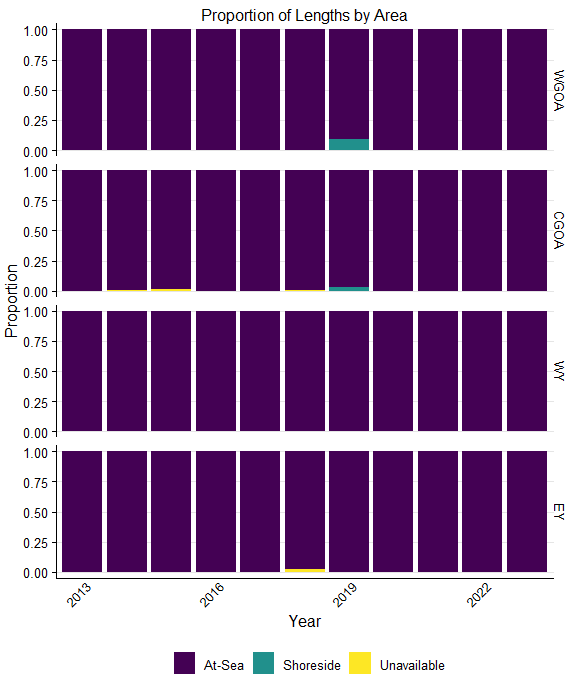 Proportion of Lengths by Area
1.00
0.75
0.50
0.25
0.00
WGOA
1.00
0.75
0.50
0.25
0.00
CGOA
Proportion
1.00
0.75
0.50
0.25
0.00
WY
1.00
0.75
0.50
0.25
0.00
EY
2013 2016 2019 2022
Year
At-Sea Shoreside Unavailable